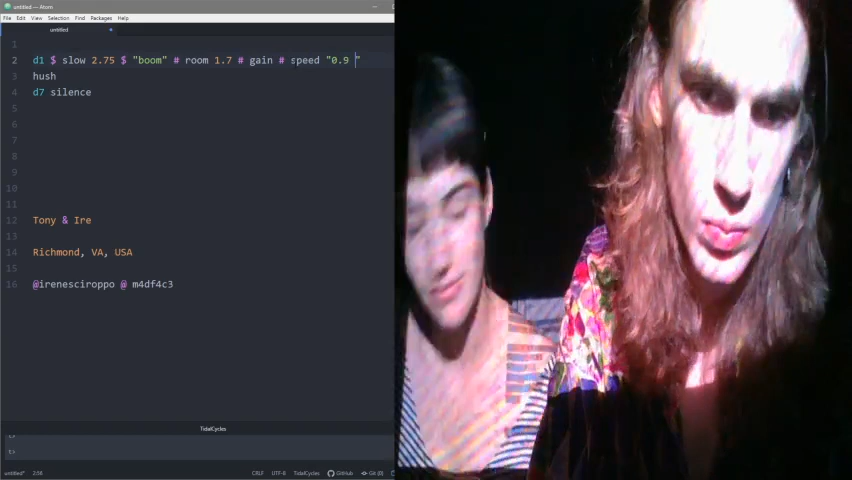 untitled — Atom
File Edit View Selection Find Packages Help
untitled
1
2 d1 $ slow 2.75 $ "boom" # room 1.7 # gain # speed "0.9 "
3 hush
4 d7 silence
5
6
7
8
9
10
11
12 Tony & Ire
13
14 Richmond, VA, USA
15
16 @irenesciroppo @ m4df4c3
TidalCycles
t>
t>
untitled* 2:56 CRLF UTF-8 TidalCycles GitHub Git (0)